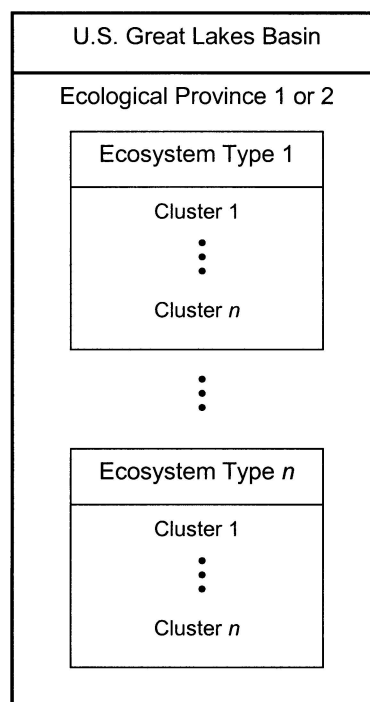 U.S. Great Lakes Basin
Ecological Province 1 or 2
Ecosystem Type 1
Cluster 1
Cluster n
Ecosystem Type n
Cluster 1
Cluster n